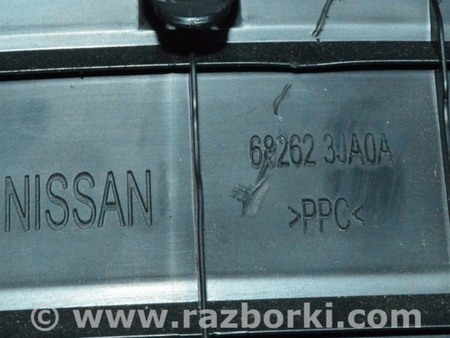 NISSAN
68262 3JA0A
>PPC<
© www.razborki.com